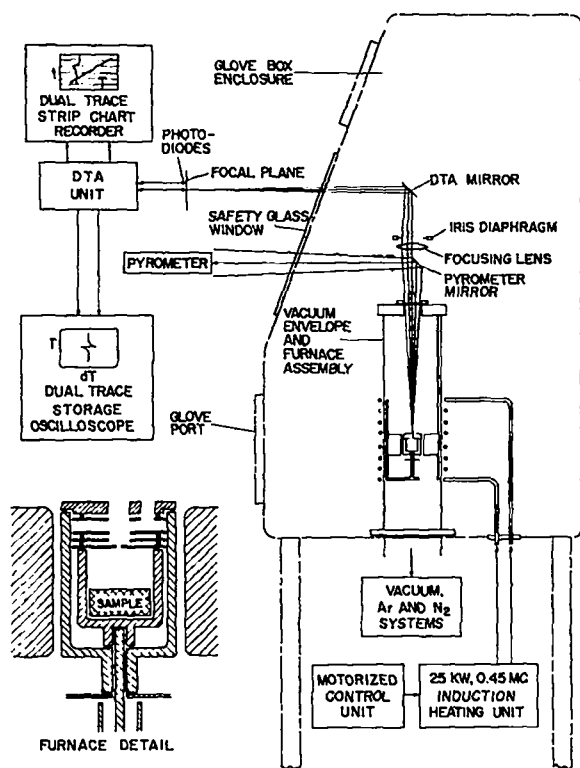 t
T
DUAL TRACE
STRIP CHART
RECORDER
GLOVE BOX
ENCLOSURE
PHOTO-
DIODES
FOCAL PLANE
DTA
UNIT
DTA MIRROR
SAFETY GLASS
WINDOW
IRIS DIAPHRAGM
FOCUSING LENS
PYROMETER
PYROMETER
MIRROR
VACUUM
ENVELOPE
AND
FURNACE
ASSEMBLY
T
dT
DUAL TRACE
STORAGE
OSCILLOSCOPE
GLOVE
PORT
SAMPLE
VACUUM,
Ar AND N2
SYSTEMS
MOTORIZED
CONTROL
UNIT
25 KW, 0.45 MC
INDUCTION
HEATING UNIT
FURNACE DETAIL